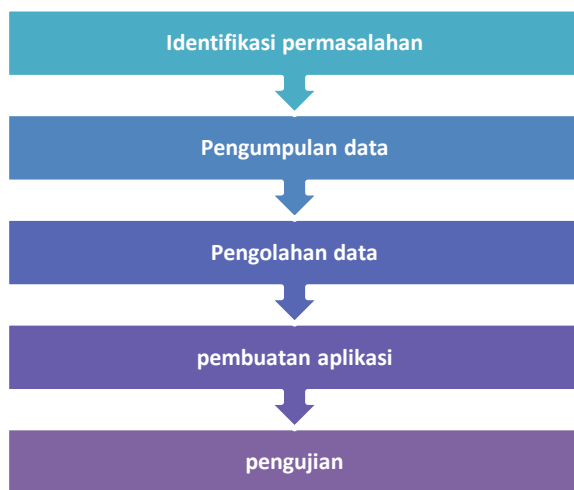 Identifikasi permasalahan
Pengumpulan data
Pengolahan data
pembuatan aplikasi
pengujian